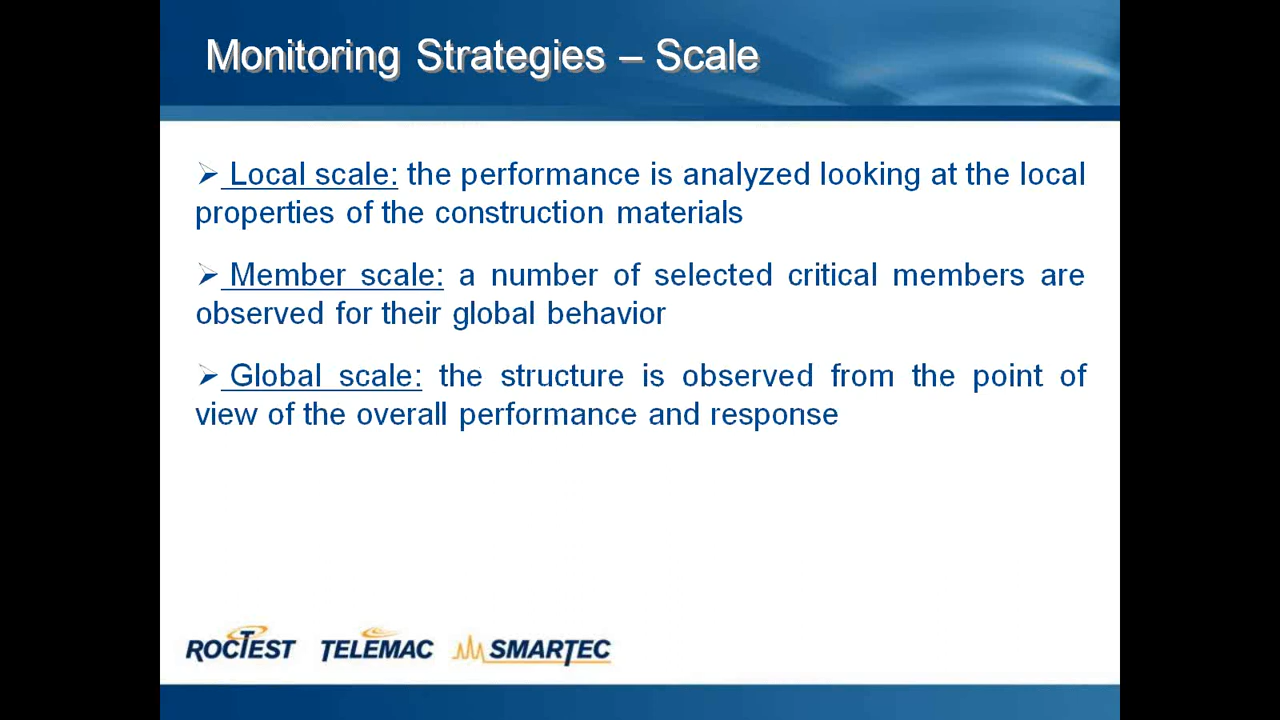 Monitoring Strategies – Scale
➢ Local scale: the performance is analyzed looking at the local
properties of the construction materials
➢ Member scale: a number of selected critical members are
observed for their global behavior
➢ Global scale: the structure is observed from the point of
view of the overall performance and response
ROCTEST TELEMAC SMARTEC